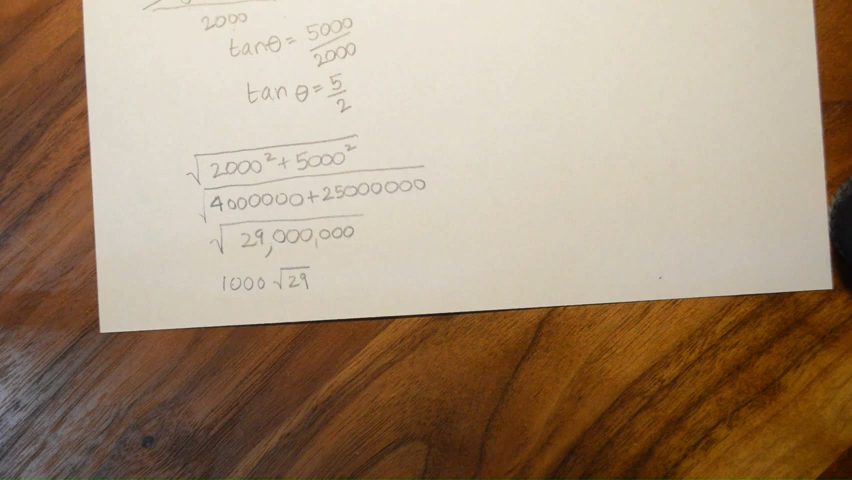 2000
tanθ = 5000/2000
tan θ = 5/2
√(2000² + 5000²)
√(4000000 + 25000000)
√(29,000,000)
1000 √29